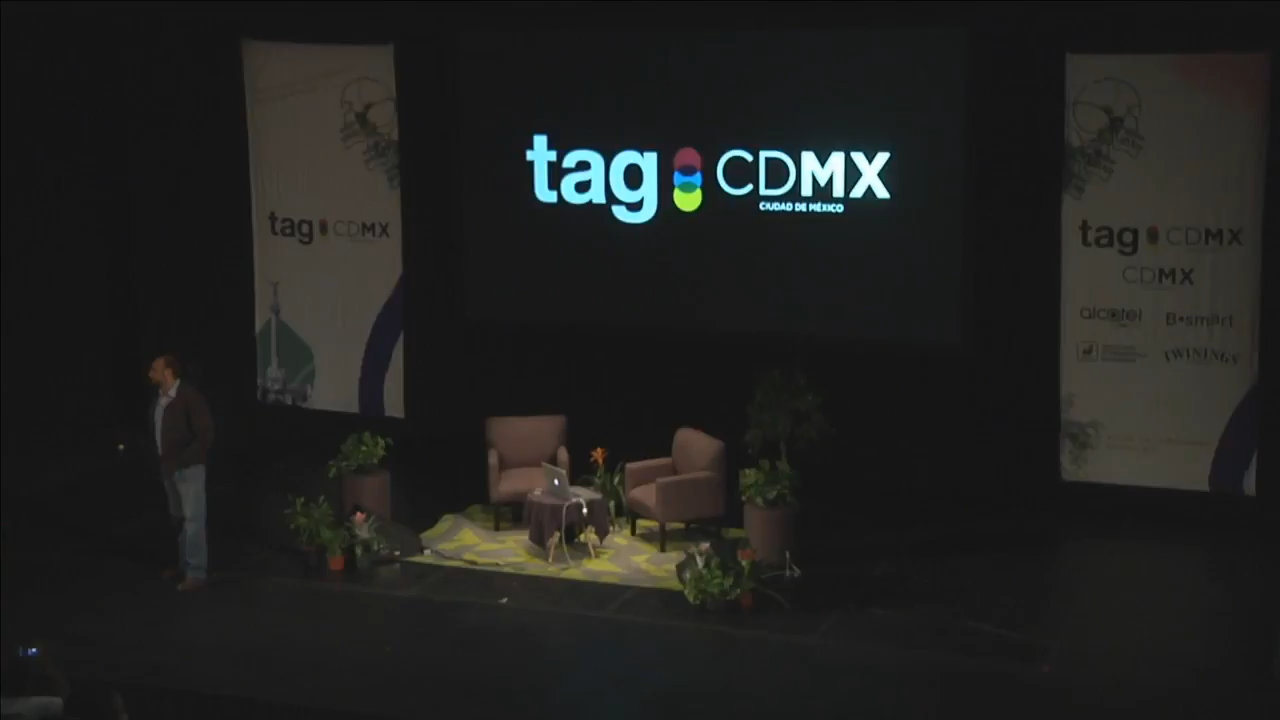 tag CDMX
CIUDAD DE MÉXICO
tag CDMX
tag CDMX
CDMX
alcatel B•smart
TWININGS